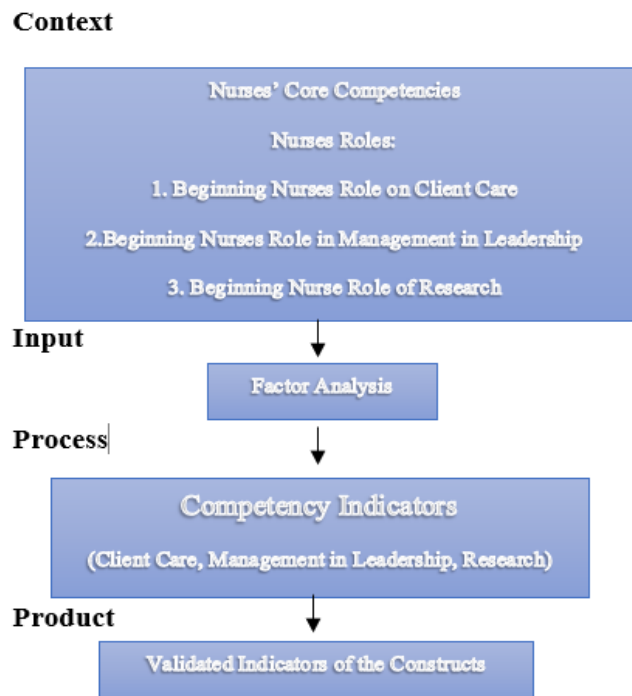 Context
Nurses’ Core Competencies
Nurses Roles:
1. Beginning Nurses Role on Client Care
2.Beginning Nurses Role in Management in Leadership
3. Beginning Nurse Role of Research
Input
Factor Analysis
Process
Competency Indicators
(Client Care, Management in Leadership, Research)
Product
Validated Indicators of the Constructs